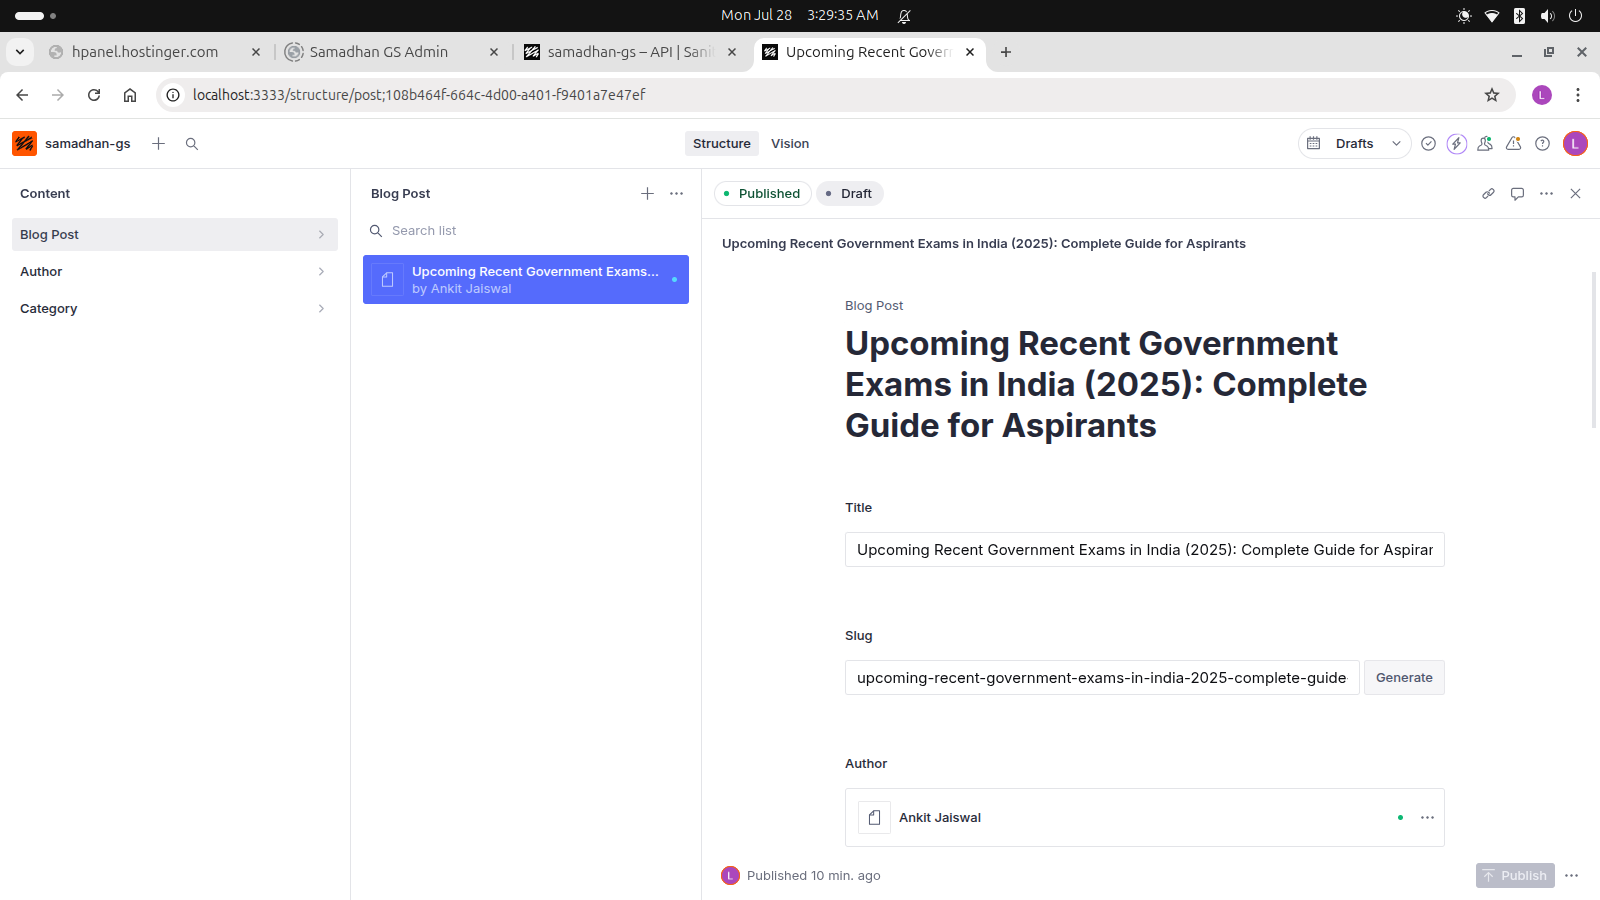 Mon Jul 28 3:29:35 AM
hpanel.hostinger.com
Samadhan GS Admin
samadhan-gs – API | Sani
Upcoming Recent Gover
localhost:3333/structure/post;108b464f-664c-4d00-a401-f9401a7e47ef
L
samadhan-gs
Structure
Vision
Drafts
L
Content
Blog Post
Author
Category
Blog Post
Search list
Upcoming Recent Government Exams...
by Ankit Jaiswal
Published
Draft
Upcoming Recent Government Exams in India (2025): Complete Guide for Aspirants
Blog Post
Upcoming Recent Government
Exams in India (2025): Complete
Guide for Aspirants
Title
Upcoming Recent Government Exams in India (2025): Complete Guide for Aspiran
Slug
upcoming-recent-government-exams-in-india-2025-complete-guide-
Generate
Author
Ankit Jaiswal
L
Published 10 min. ago
Publish